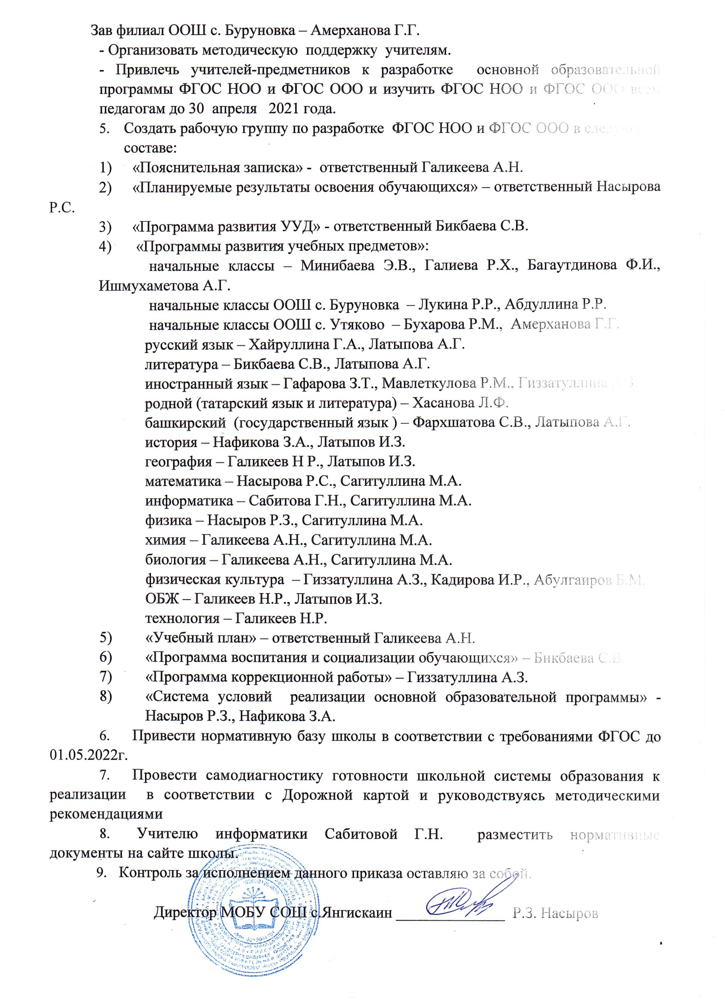 Зав филиал ООШ с. Буруновка – Амерханова Г.Г.
- Организовать методическую поддержку учителям.
- Привлечь учителей-предметников к разработке основной образовательной
программы ФГОС НОО и ФГОС ООО и изучить ФГОС НОО и ФГОС ООО всем
педагогам до 30 апреля 2021 года.
5. Создать рабочую группу по разработке ФГОС НОО и ФГОС ООО в
составе:
1) «Пояснительная записка» - ответственный Галикеева А.Н.
2) «Планируемые результаты освоения обучающихся» – ответственный Насырова
Р.С.
3) «Программа развития УУД» - ответственный Бикбаева С.В.
4) «Программы развития учебных предметов»:
начальные классы – Минибаева Э.В., Галиева Р.Х., Багаутдинова Ф.И.,
Ишмухаметова А.Г.
начальные классы ООШ с. Буруновка – Лукина Р.Р., Абдуллина Р.Р.
начальные классы ООШ с. Утяково – Бухарова Р.М., Амерханова Г.Г.
русский язык – Хайруллина Г.А., Латыпова А.Г.
литература – Бикбаева С.В., Латыпова А.Г.
иностранный язык – Гафарова З.Т., Мавлеткулова Р.М., Гиззатуллина А.З.
родной (татарский язык и литература) – Хасанова Л.Ф.
башкирский (государственный язык ) – Фархшатова С.В., Латыпова А.Г.
история – Нафикова З.А., Латыпов И.З.
география – Галикеев Н Р., Латыпов И.З.
математика – Насырова Р.С., Сагитуллина М.А.
информатика – Сабитова Г.Н., Сагитуллина М.А.
физика – Насыров Р.З., Сагитуллина М.А.
химия – Галикеева А.Н., Сагитуллина М.А.
биология – Галикеева А.Н., Сагитуллина М.А.
физическая культура – Гиззатуллина А.З., Кадирова И.Р., Абулгаиров Б.М.
ОБЖ – Галикеев Н.Р., Латыпов И.З.
технология – Галикеев Н.Р.
5) «Учебный план» – ответственный Галикеева А.Н.
6) «Программа воспитания и социализации обучающихся» – Бикбаева С.В.
7) «Программа коррекционной работы» – Гиззатуллина А.З.
8) «Система условий реализации основной образовательной программы» -
Насыров Р.З., Нафикова З.А.
6. Привести нормативную базу школы в соответствии с требованиями ФГОС до
01.05.2022г.
7. Провести самодиагностику готовности школьной системы образования к
реализации в соответствии с Дорожной картой и руководствуясь методическими
рекомендациями
8. Учителю информатики Сабитовой Г.Н. разместить нормативные
документы на сайте школы.
9. Контроль за исполнением данного приказа оставляю за собой.
Директор МОБУ СОШ с.Янгискаин ______________ Р.З. Насыров